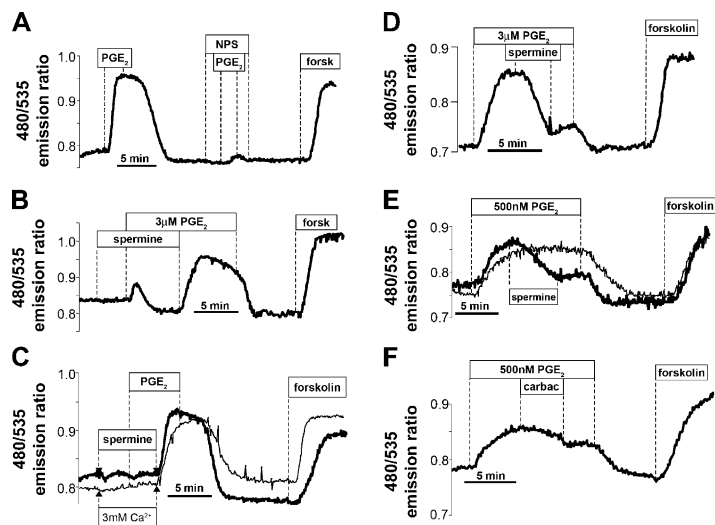 A
PGE2
NPS
PGE2
forsk
1.0
0.9
0.8
480/535
emission ratio
5 min
B
3µM PGE2
spermine
forsk
1.0
0.9
0.8
480/535
emission ratio
5 min
C
PGE2
spermine
forskolin
1.0
0.9
0.8
480/535
emission ratio
5 min
3mM Ca2+
D
3µM PGE2
spermine
forskolin
0.9
0.8
0.7
480/535
emission ratio
5 min
E
500nM PGE2
forskolin
spermine
0.9
0.8
0.7
480/535
emission ratio
5 min
F
500nM PGE2
carbac
forskolin
0.9
0.8
0.7
480/535
emission ratio
5 min